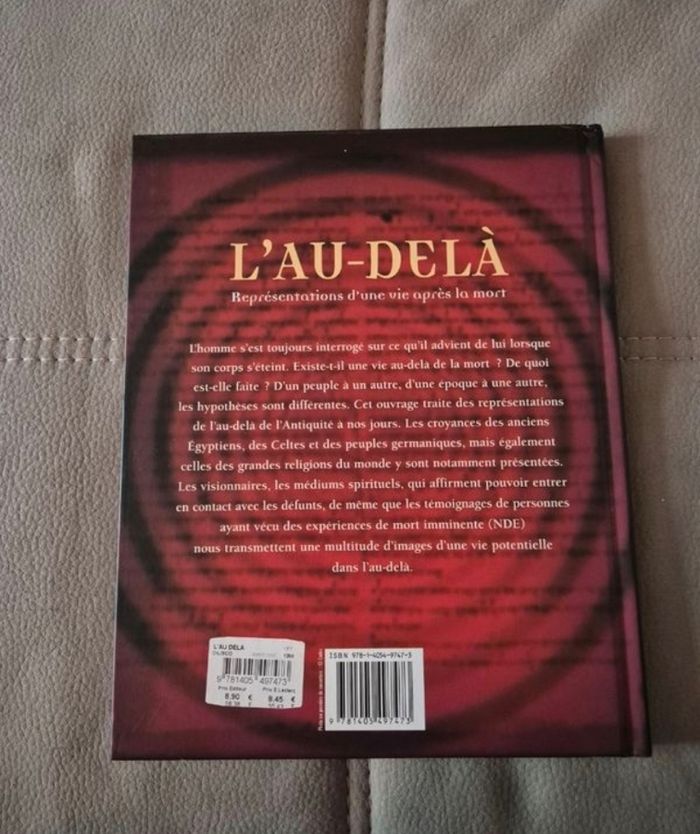 L'AU-DELÀ
Représentations d'une vie après la mort
L'homme s'est toujours interrogé sur ce qu'il advient de lui lorsque
son corps s'éteint. Existe-t-il une vie au-delà de la mort ? De quoi
est-elle faite ? D'un peuple à un autre, d'une époque à une autre,
les hypothèses sont différentes. Cet ouvrage traite des représentations
de l'au-delà de l'Antiquité à nos jours. Les croyances des anciens
Égyptiens, des Celtes et des peuples germaniques, mais également
celles des grandes religions du monde y sont notamment présentées.
Les visionnaires, les médiums spirituels, qui affirment pouvoir entrer
en contact avec les défunts, de même que les témoignages de personnes
ayant vécu des expériences de mort imminente (NDE)
nous transmettent une multitude d'images d'une vie potentielle
dans l'au-delà.
L'AU DELA
9 781405 497473
Prix Editeur Prix E.Leclerc
8.90 € 8.45 €
ISBN 978-1-4054-9747-3
9 781405 497473